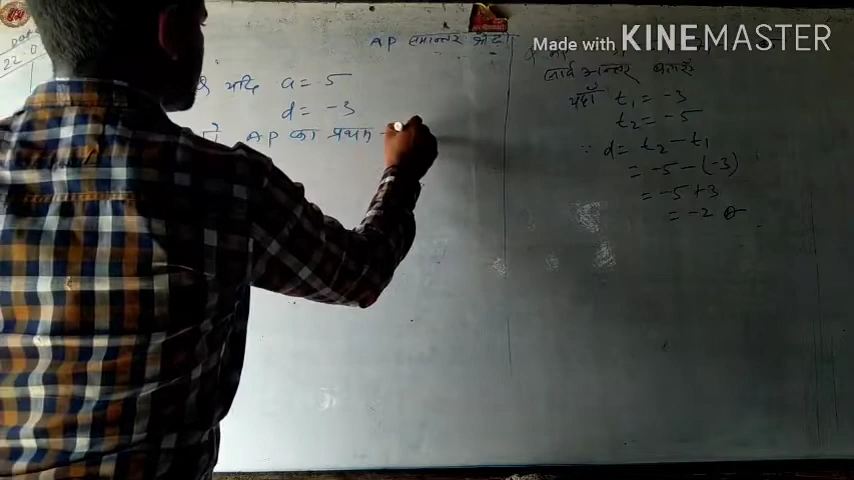 AP समान्तर श्रेढ़ी
Made with KINEMASTER
यदि a = 5
d = -3
तो AP का प्रथम
सार्व अन्तर बताएं
यहाँ t₁ = -3
t₂ = -5
∵ d = t₂ - t₁
= -5 - (-3)
= -5 + 3
= -2